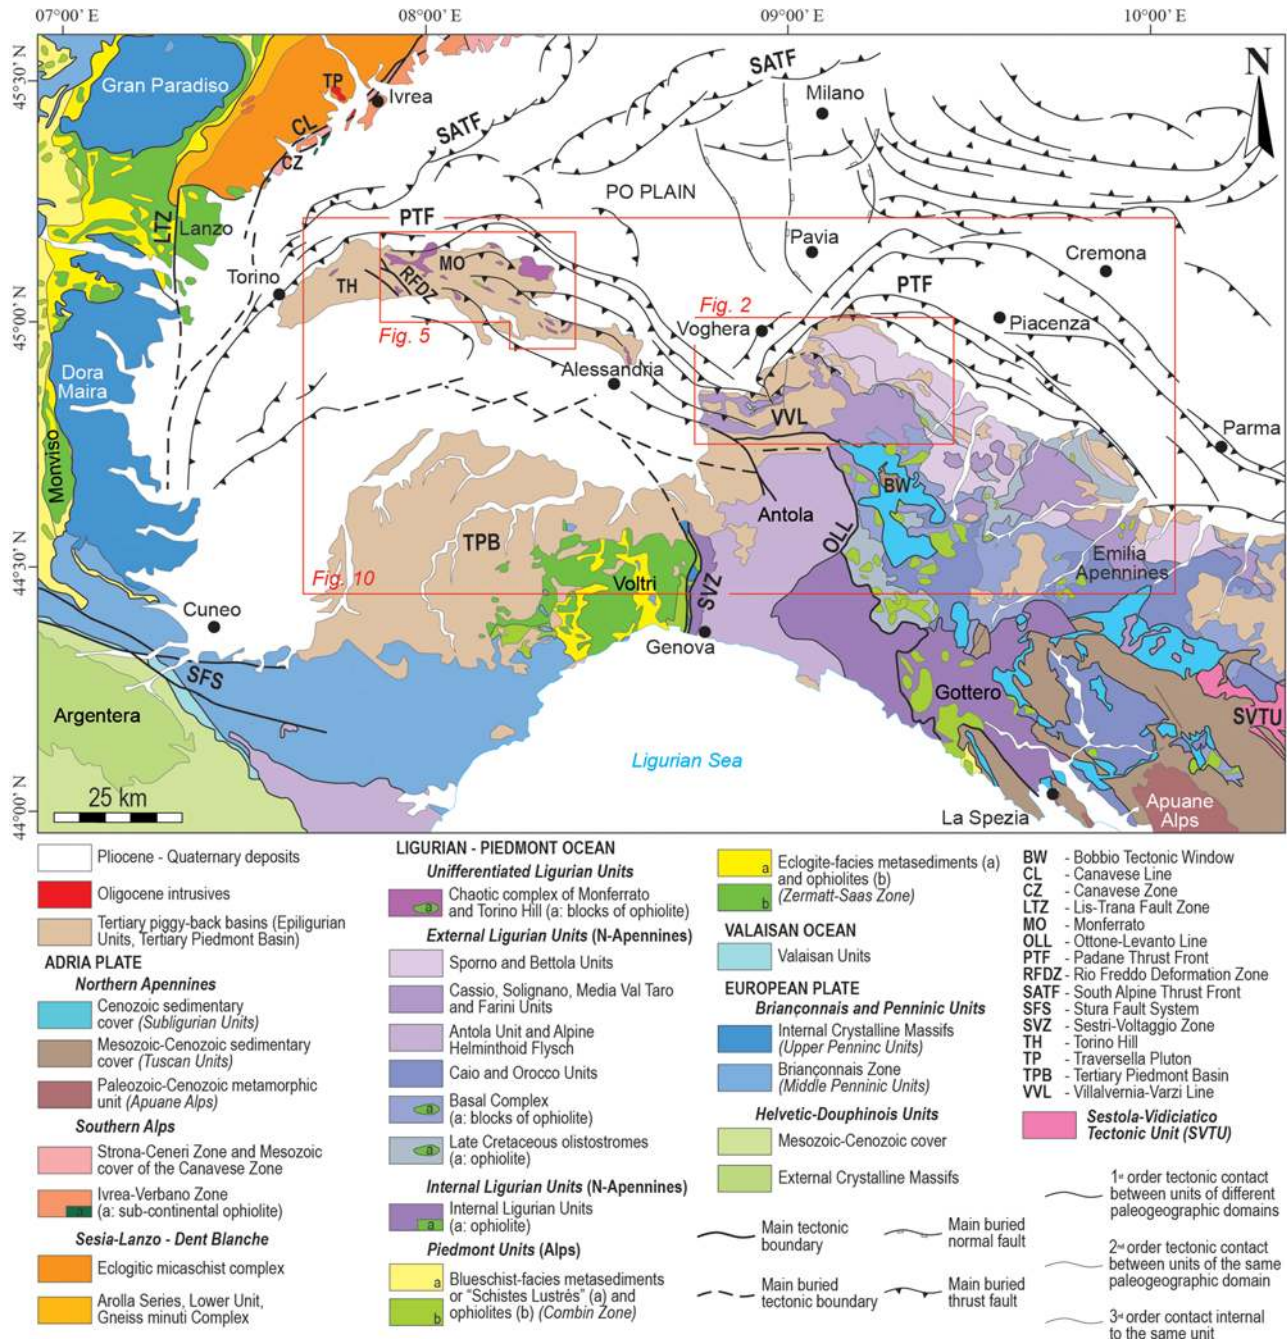 07°00'
08°00'
09°00'
10°00'
45°30' N
45°00' N
44°30' N
44°00' N
Gran Paradiso
TP
Ivrea
CL
CZ
SATF
SATF
Milano
N
LTZ
Lanzo
PO PLAIN
PTF
Pavia
Cremona
Torino
TH
MO
RFDZ
PTF
Fig. 2
Fig. 5
Voghera
Piacenza
Dora
Maira
Alessandria
VVL
Parma
Monviso
BW
Antola
OLL
TPB
Emilia
Apennines
Fig. 10
Voltri
SVZ
Cuneo
Genova
SFS
Argentera
Gottero
SVTU
Ligurian Sea
25 km
La Spezia
Apuane
Alps
Pliocene - Quaternary deposits
Oligocene intrusives
Tertiary piggy-back basins (Epiligurian
Units, Tertiary Piedmont Basin)
ADRIA PLATE
Northern Apennines
Cenozoic sedimentary
cover (Subligurian Units)
Mesozoic-Cenozoic sedimentary
cover (Tuscan Units)
Paleozoic-Cenozoic metamorphic
unit (Apuane Alps)
Southern Alps
Strona-Ceneri Zone and Mesozoic
cover of the Canavese Zone
Ivrea-Verbano Zone
a
(a: sub-continental ophiolite)
Sesia-Lanzo - Dent Blanche
Eclogitic micaschist complex
Arolla Series, Lower Unit,
Gneiss minuti Complex
LIGURIAN - PIEDMONT OCEAN
Unifferentiated Ligurian Units
Chaotic complex of Monferrato
a
and Torino Hill (a: blocks of ophiolite)
External Ligurian Units (N-Apennines)
Sporno and Bettola Units
Cassio, Solignano, Media Val Taro
and Farini Units
Antola Unit and Alpine
Helminthoid Flysch
Caio and Orocco Units
Basal Complex
a
(a: blocks of ophiolite)
Late Cretaceous olistostromes
a
(a: ophiolite)
Internal Ligurian Units (N-Apennines)
Internal Ligurian Units
a
(a: ophiolite)
Piedmont Units (Alps)
a
Blueschist-facies metasediments
or "Schistes Lustrés" (a) and
b
ophiolites (b) (Combin Zone)
a
Eclogite-facies metasediments (a)
and ophiolites (b)
b
(Zermatt-Saas Zone)
VALAISAN OCEAN
Valaisan Units
EUROPEAN PLATE
Briançonnais and Penninic Units
Internal Crystalline Massifs
(Upper Penninc Units)
Briançonnais Zone
(Middle Penninic Units)
Helvetic-Douphinois Units
Mesozoic-Cenozoic cover
External Crystalline Massifs
Main tectonic
boundary
Main buried
normal fault
Main buried
tectonic boundary
Main buried
thrust fault
BW - Bobbio Tectonic Window
CL - Canavese Line
CZ - Canavese Zone
LTZ - Lis-Trana Fault Zone
MO - Monferrato
OLL - Ottone-Levanto Line
PTF - Padane Thrust Front
RFDZ - Rio Freddo Deformation Zone
SATF - South Alpine Thrust Front
SFS - Stura Fault System
SVZ - Sestri-Voltaggio Zone
TH - Torino Hill
TP - Traversella Pluton
TPB - Tertiary Piedmont Basin
VVL - Villalvernia-Varzi Line
Sestola-Vidiciatico
Tectonic Unit (SVTU)
1st order tectonic contact
between units of different
paleogeographic domains
2nd order tectonic contact
between units of the same
paleogeographic domain
3rd order contact internal
to the same unit